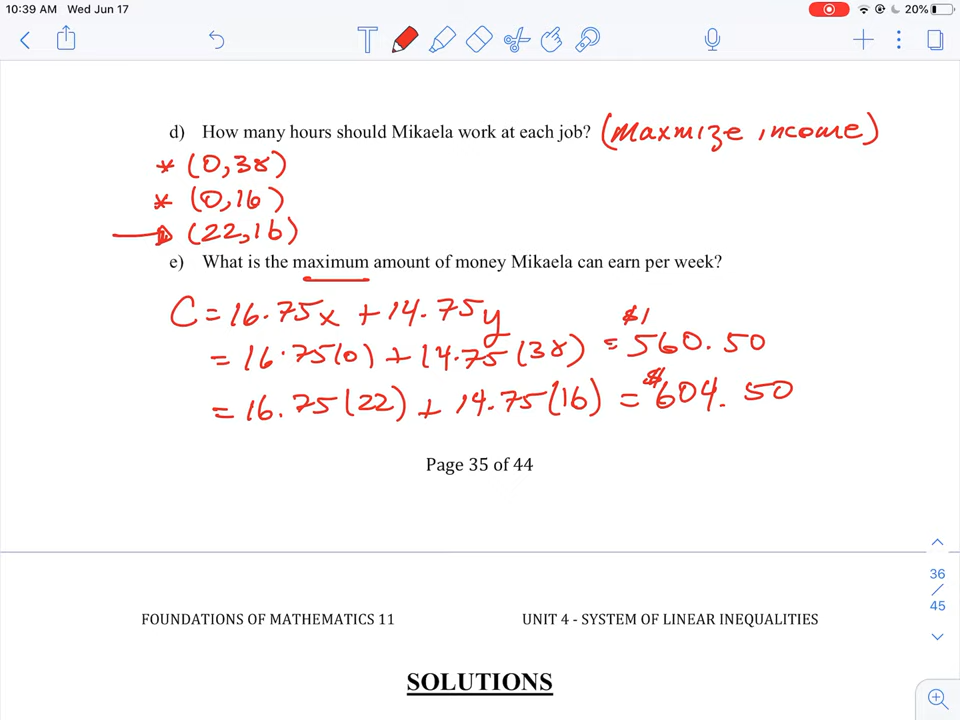 10:39 AM Wed Jun 17 20%
T
d) How many hours should Mikaela work at each job? (Maxmize income)
* (0,38)
* (0,16)
→ (22,16)
e) What is the maximum amount of money Mikaela can earn per week?
C = 16.75x + 14.75y
= 16.75(0) + 14.75(38) = $560.50
= 16.75(22) + 14.75(16) = $604.50
Page 35 of 44
36
/
45
FOUNDATIONS OF MATHEMATICS 11 UNIT 4 - SYSTEM OF LINEAR INEQUALITIES
SOLUTIONS